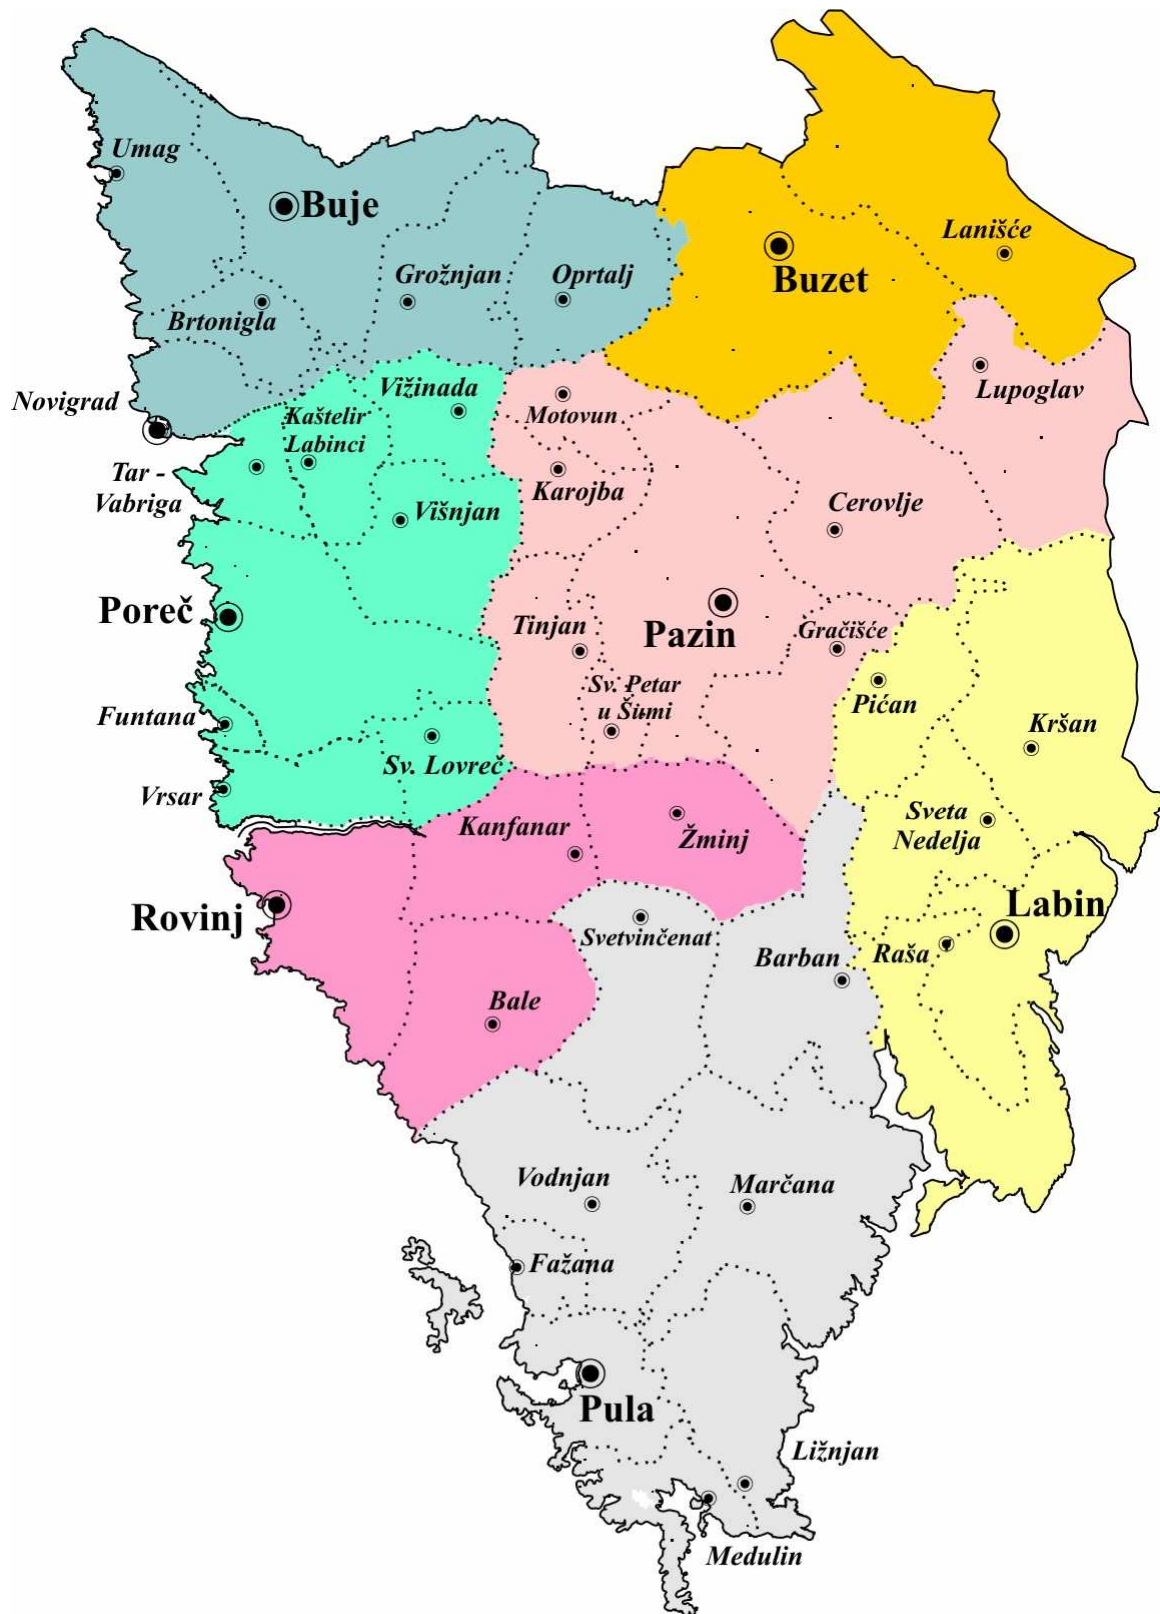 Umag
Buje
Lanišće
Buzet
Grožnjan
Oprtalj
Brtonigla
Novigrad
Vižinada
Lupoglav
Kaštelir
Labinci
Motovun
Tar -
Vabriga
Karojba
Višnjan
Cerovlje
Poreč
Tinjan
Pazin
Gračišće
Sv. Petar
u Šumi
Pićan
Funtana
Kršan
Sv. Lovreč
Vrsar
Kanfanar
Žminj
Sveta
Nedelja
Rovinj
Labin
Svetvinčenat
Barban
Raša
Bale
Vodnjan
Marčana
Fažana
Pula
Ližnjan
Medulin